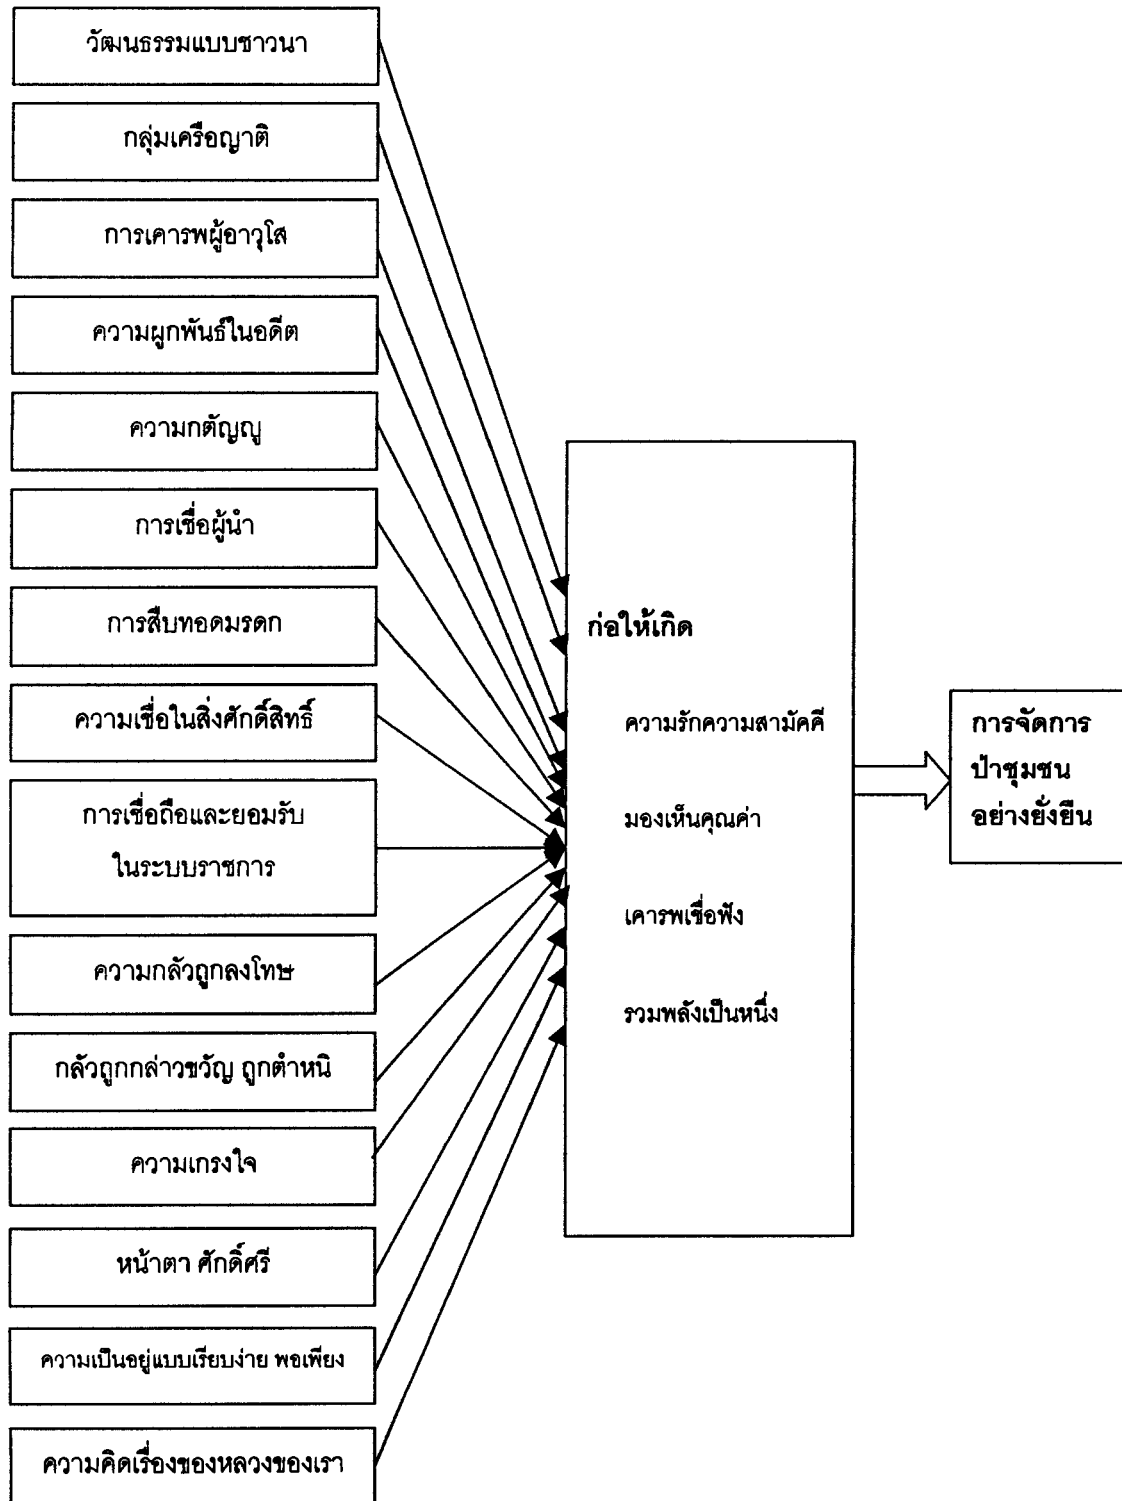 วัฒนธรรมแบบชาวนา
กลุ่มเครือญาติ
การเคารพผู้อาวุโส
ความผูกพันธ์ในอดีต
ความกตัญญู
การเชื่อผู้นำ
การสืบทอดมรดก
ความเชื่อในสิ่งศักดิ์สิทธิ์
การเชื่อถือและยอมรับ
ในระบบราชการ
ความกลัวถูกลงโทษ
กลัวถูกกล่าวขวัญ ถูกตำหนิ
ความเกรงใจ
หน้าตา ศักดิ์ศรี
ความเป็นอยู่แบบเรียบง่าย พอเพียง
ความคิดเรื่องของหลวงของเรา
ก่อให้เกิด
ความรักความสามัคคี
มองเห็นคุณค่า
เคารพเชื่อฟัง
รวมพลังเป็นหนึ่ง
การจัดการ
ป่าชุมชน
อย่างยั่งยืน